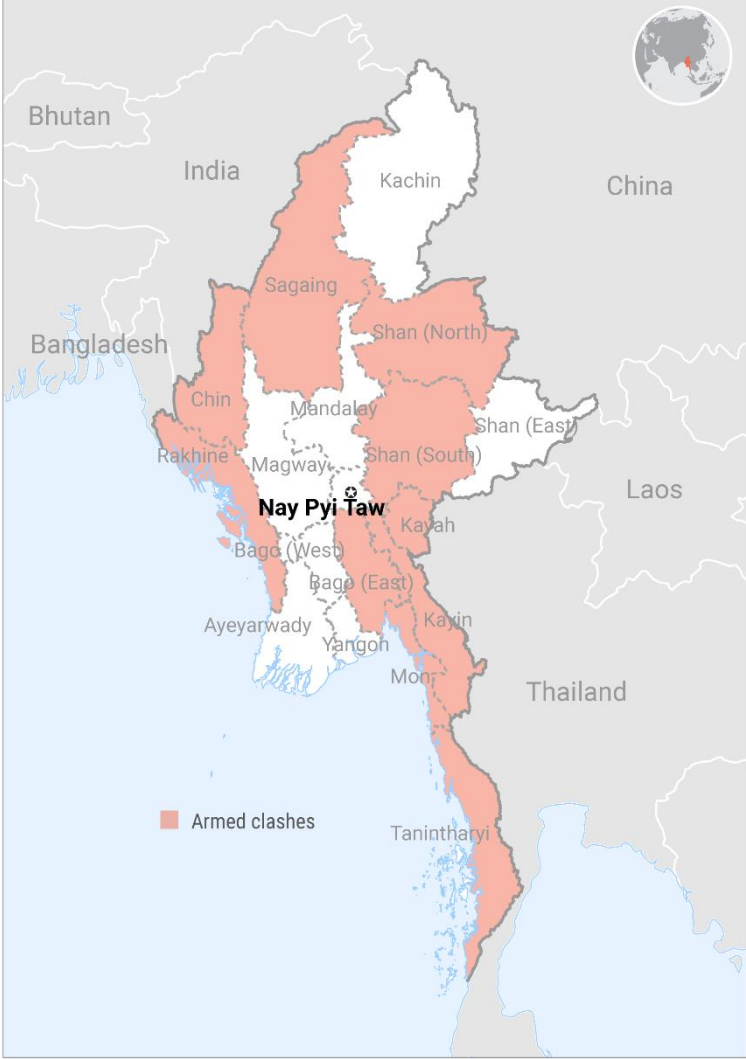 Bhutan
India
Kachin
China
Sagaing
Bangladesh
Shan (North)
Chin
Mandalay
Shan (East)
Rakhine
Magway
Shan (South)
Laos
Nay Pyi Taw
Kayah
Bago (West)
Bago (East)
Ayeyarwady
Kayin
Yangon
Mon
Thailand
Armed clashes
Tanintharyi